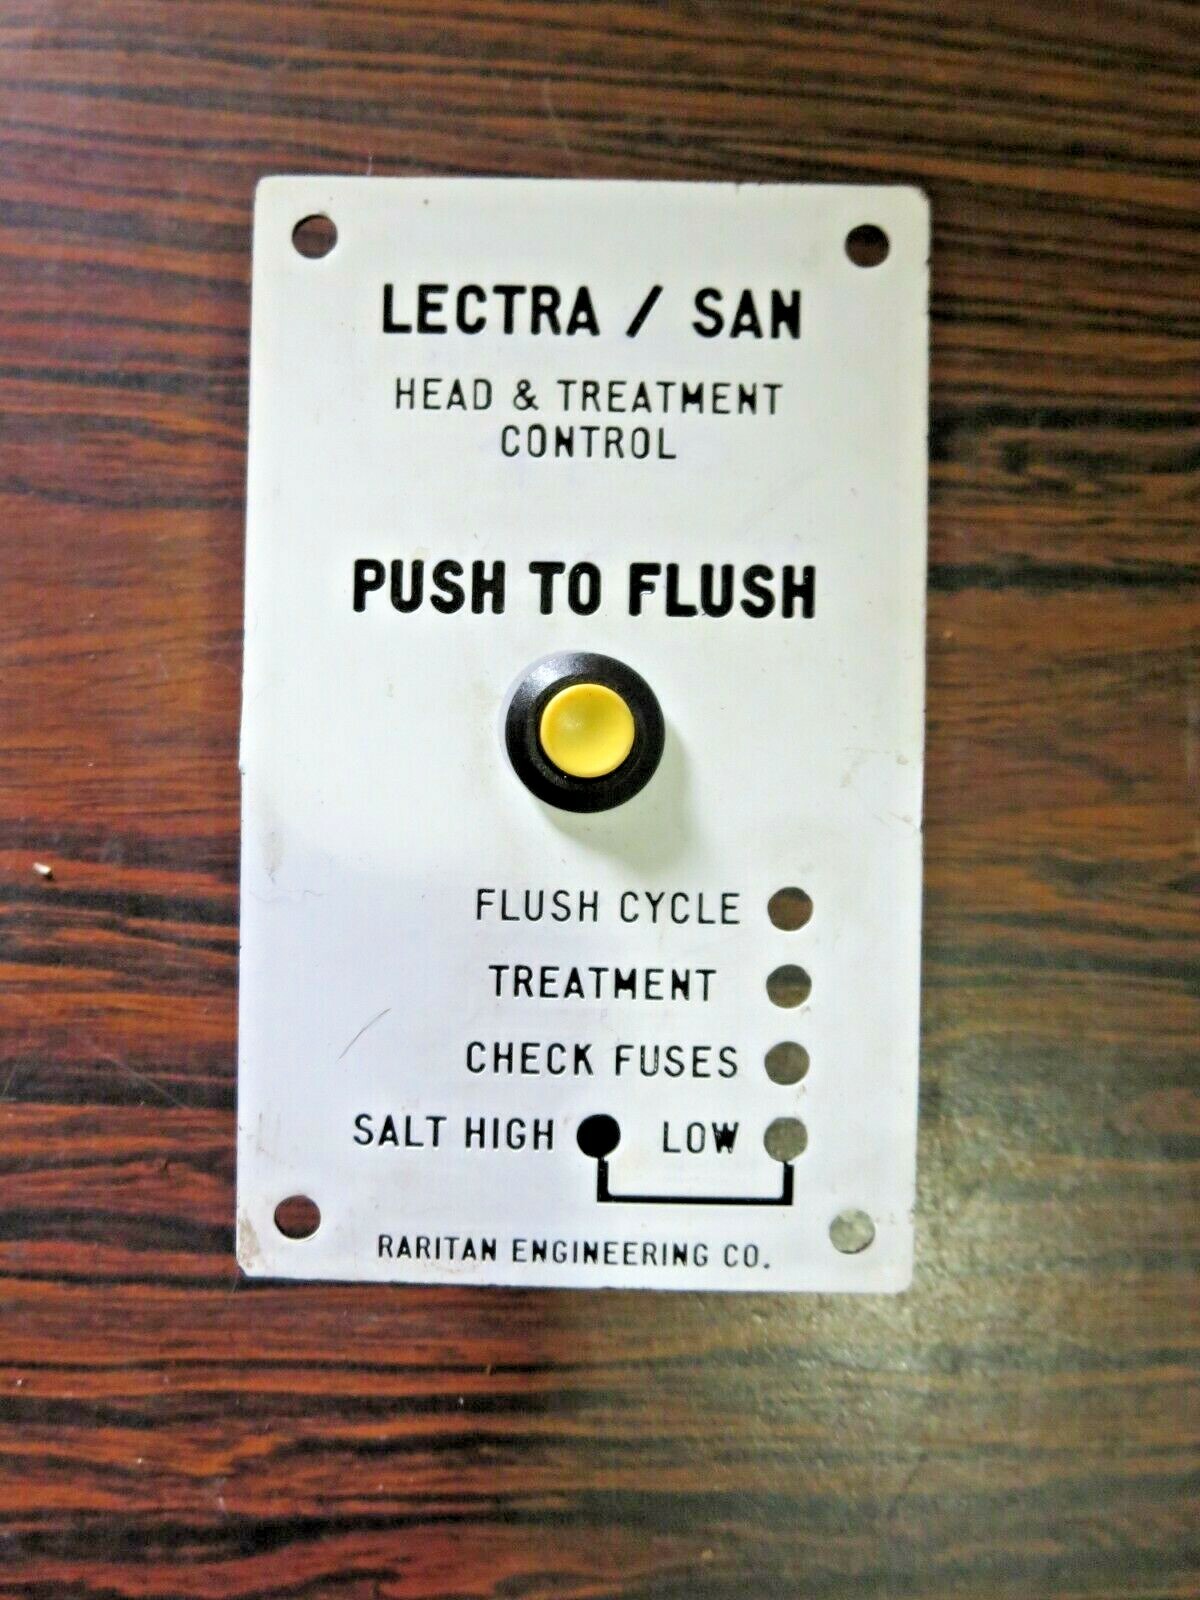 LECTRA / SAN
HEAD & TREATMENT
CONTROL
PUSH TO FLUSH
FLUSH CYCLE
TREATMENT
CHECK FUSES
SALT HIGH LOW
RARITAN ENGINEERING CO.